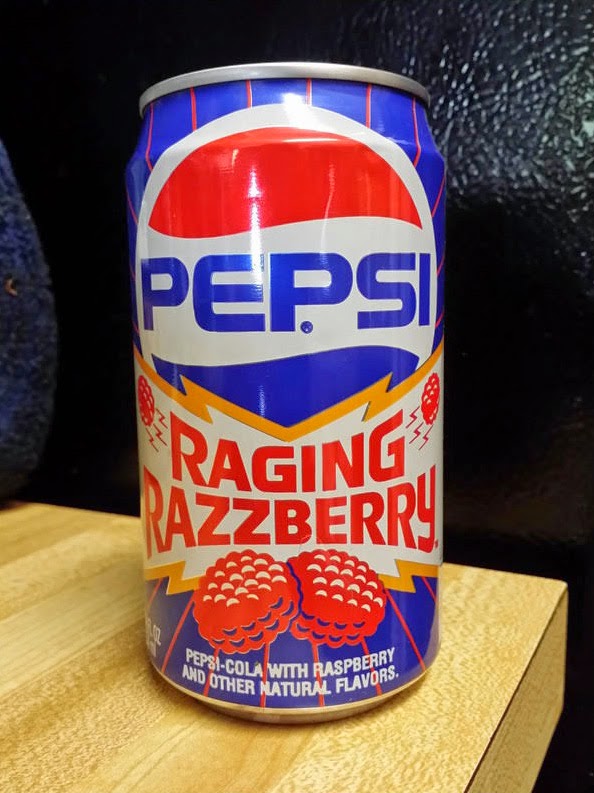 PEPSI
RAGING
RAZZBERRY
PEPSI-COLA WITH RASPBERRY
AND OTHER NATURAL FLAVORS.